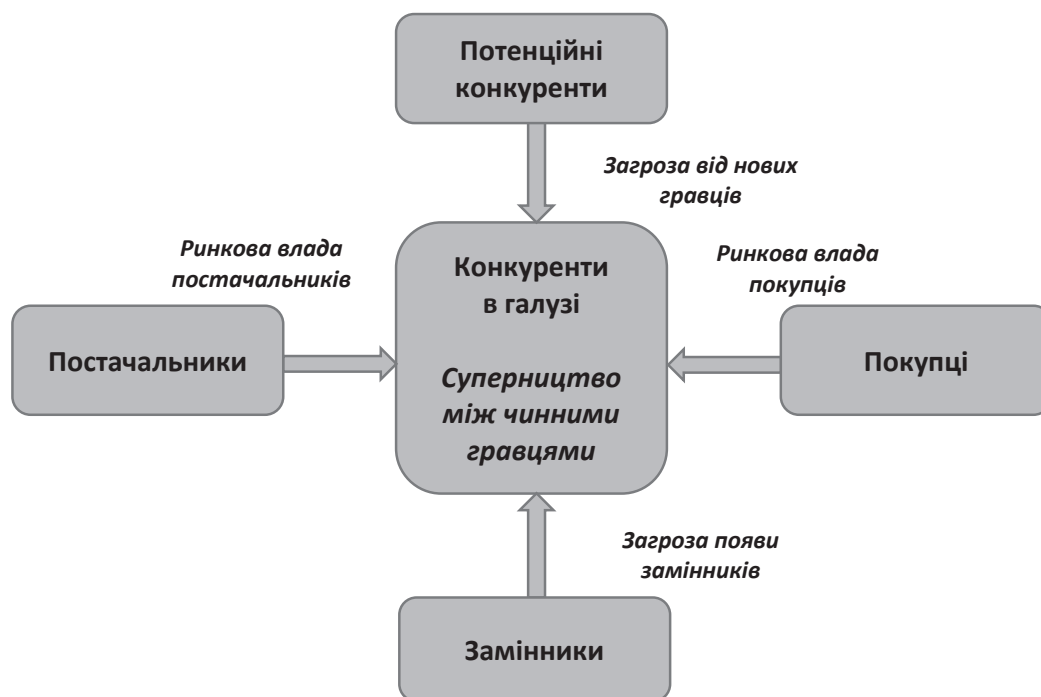 Потенційні
конкуренти
Загроза від нових
гравців
Ринкова влада
постачальників
Конкуренти
в галузі
Ринкова влада
покупців
Постачальники
Покупці
Суперництво
між чинними
гравцями
Загроза появи
замінників
Замінники